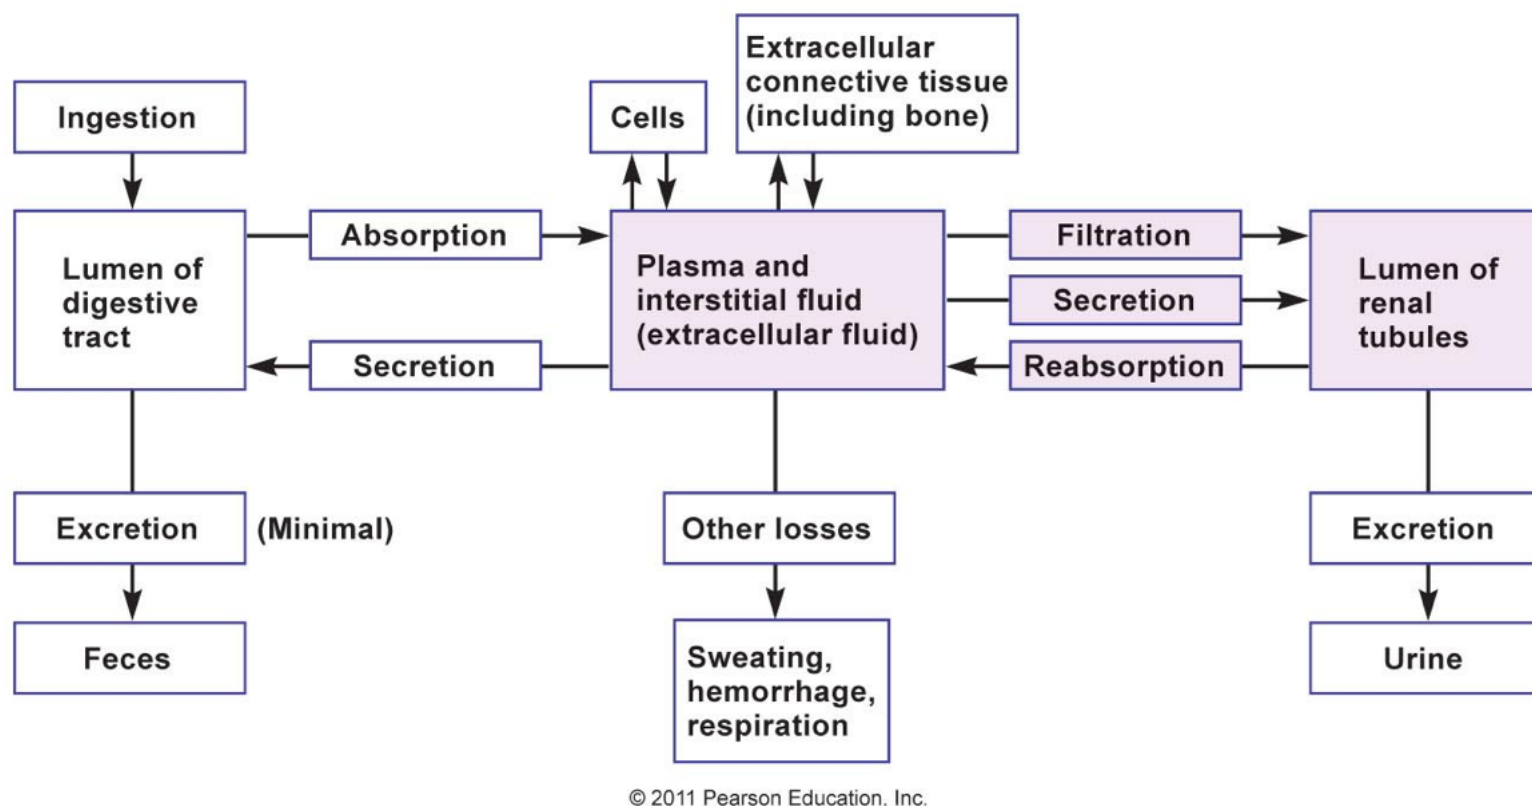 Extracellular
connective tissue
(including bone)
Ingestion
Cells
Absorption
Filtration
Lumen of
digestive
tract
Plasma and
interstitial fluid
(extracellular fluid)
Secretion
Lumen of
renal
tubules
Secretion
Reabsorption
Excretion
(Minimal)
Other losses
Excretion
Feces
Sweating,
hemorrhage,
respiration
Urine
© 2011 Pearson Education, Inc.